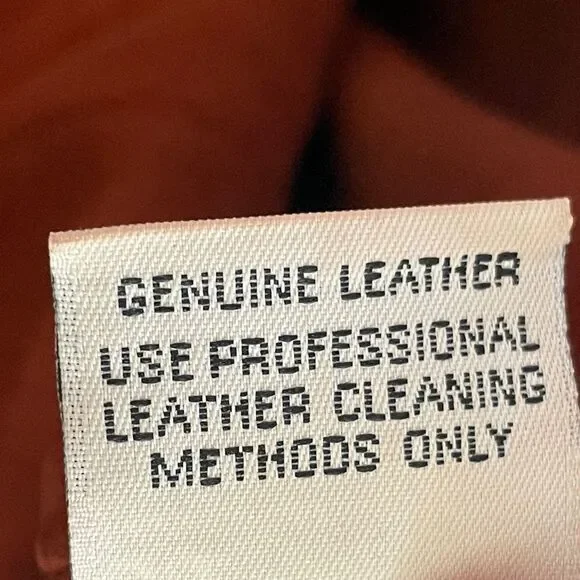 GENUINE LEATHER
USE PROFESSIONAL
LEATHER CLEANING
METHODS ONLY